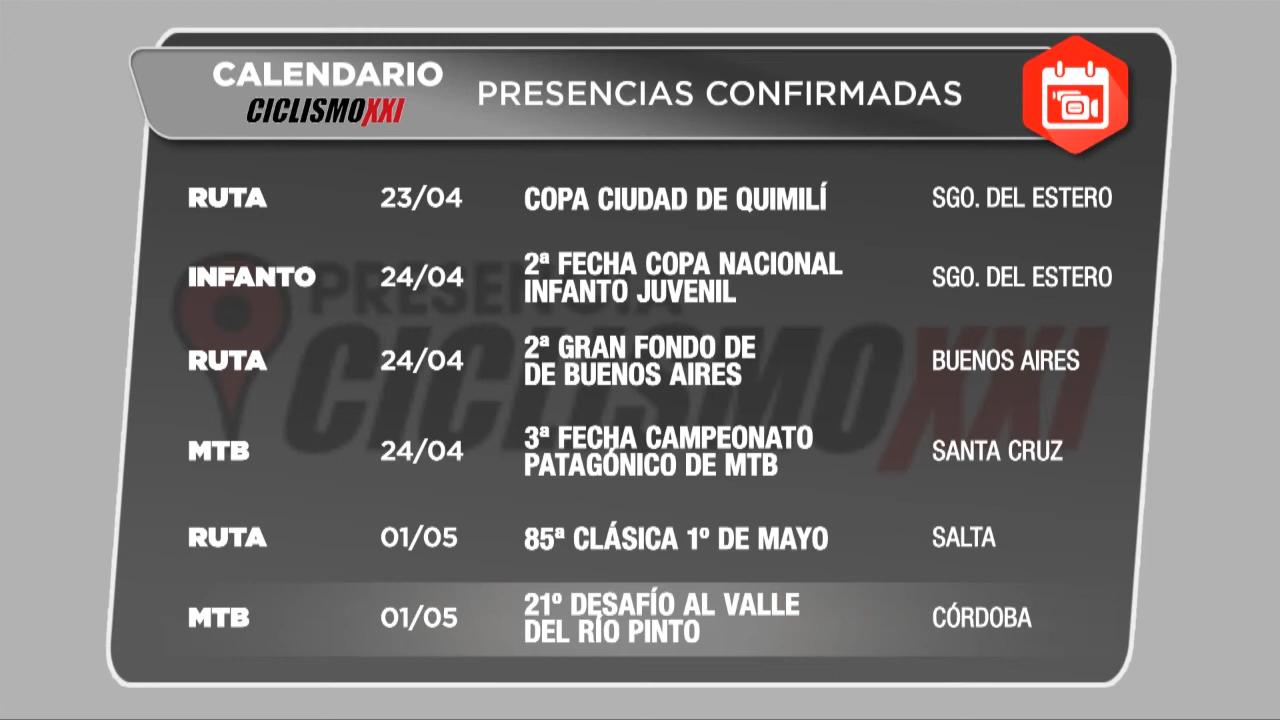 CALENDARIO
CICLISMOXXI
PRESENCIAS CONFIRMADAS
RUTA 23/04 COPA CIUDAD DE QUIMILÍ SGO. DEL ESTERO
INFANTO 24/04 2ª FECHA COPA NACIONAL
INFANTO JUVENIL SGO. DEL ESTERO
RUTA 24/04 2ª GRAN FONDO DE
DE BUENOS AIRES BUENOS AIRES
MTB 24/04 3ª FECHA CAMPEONATO
PATAGÓNICO DE MTB SANTA CRUZ
RUTA 01/05 85ª CLÁSICA 1º DE MAYO SALTA
MTB 01/05 21º DESAFÍO AL VALLE
DEL RÍO PINTO CÓRDOBA
PRESENCIA
CICLISMOXXI